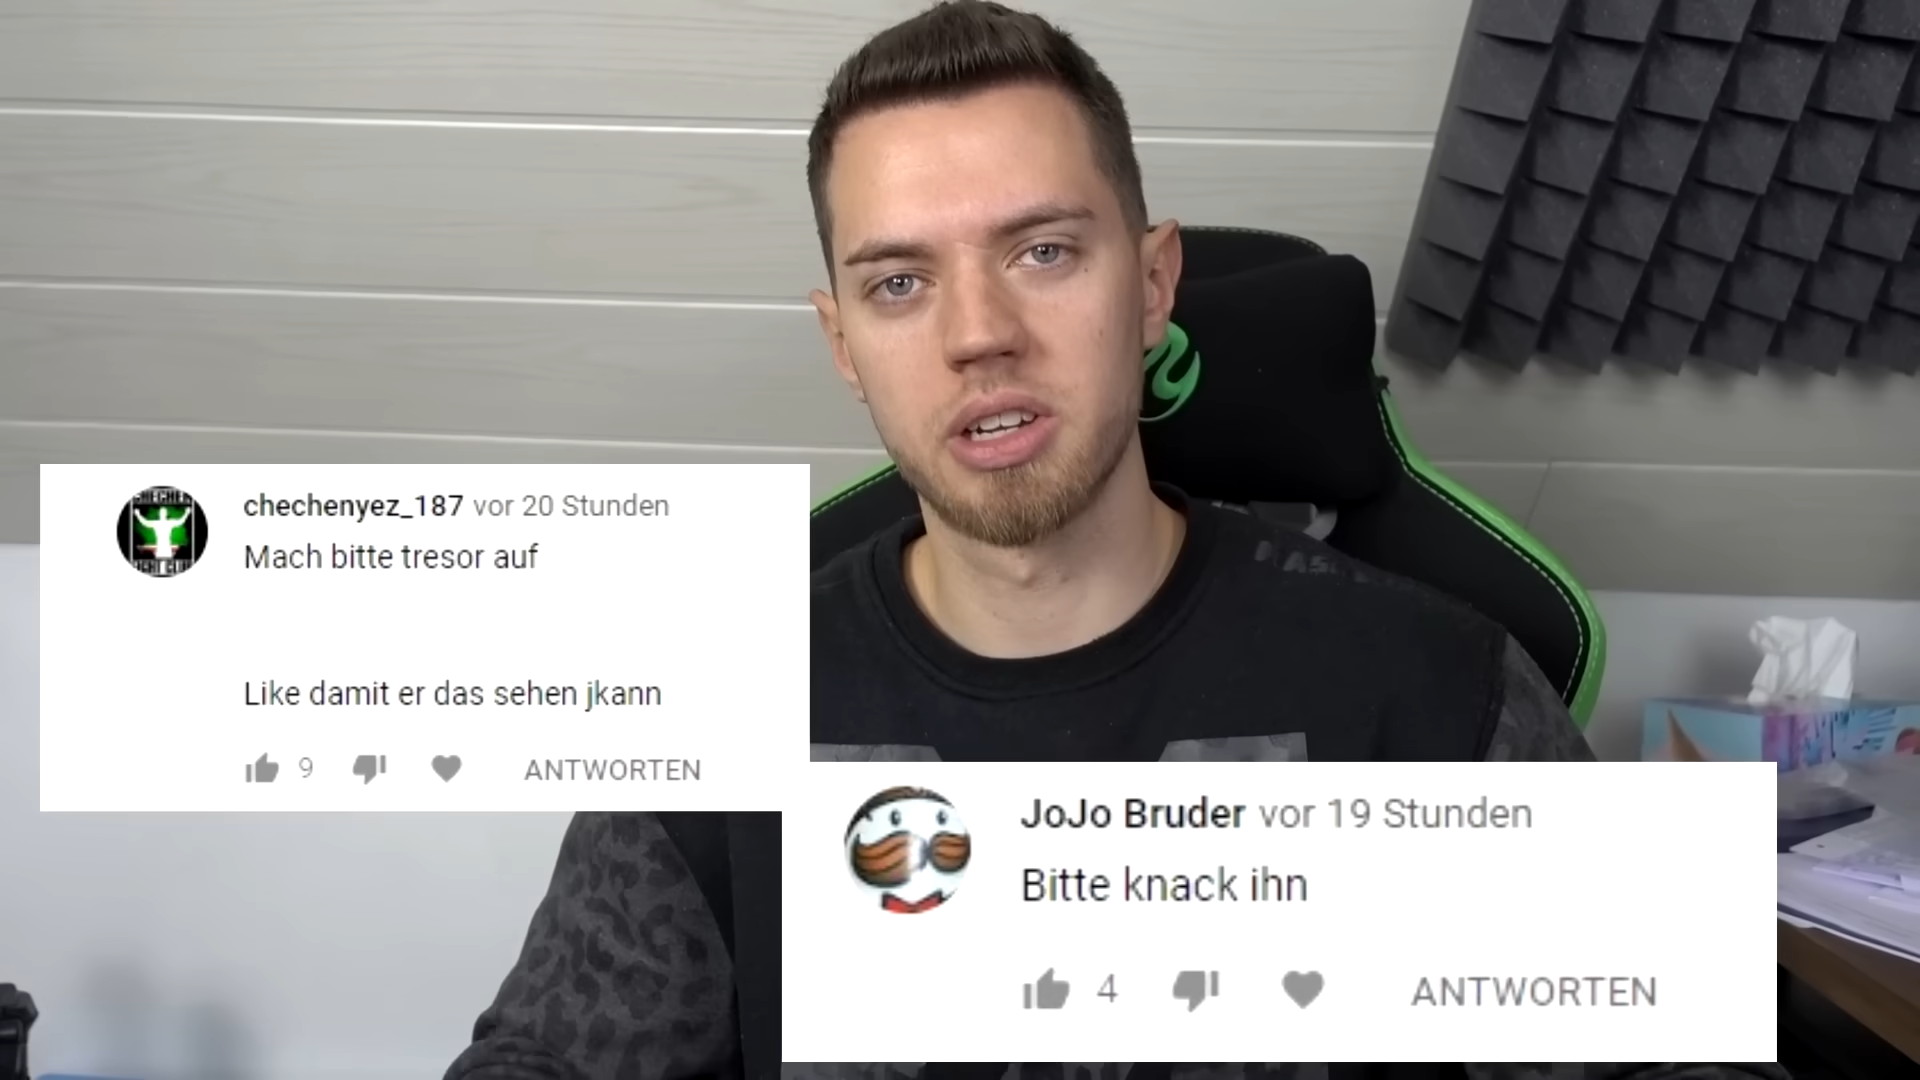 chechenyez_187 vor 20 Stunden
Mach bitte tresor auf
Like damit er das sehen jkann
9 ANTWORTEN
JoJo Bruder vor 19 Stunden
Bitte knack ihn
4 ANTWORTEN